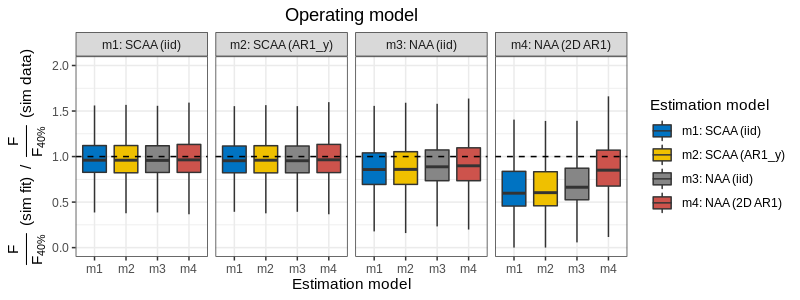 Operating model
m1: SCAA (iid)
m2: SCAA (AR1_y)
m3: NAA (iid)
m4: NAA (2D AR1)
F/F40% (sim fit) / F/F40% (sim data)
2.0
1.5
1.0
0.5
0.0
m1 m2 m3 m4
m1 m2 m3 m4
m1 m2 m3 m4
m1 m2 m3 m4
Estimation model
Estimation model
m1: SCAA (iid)
m2: SCAA (AR1_y)
m3: NAA (iid)
m4: NAA (2D AR1)